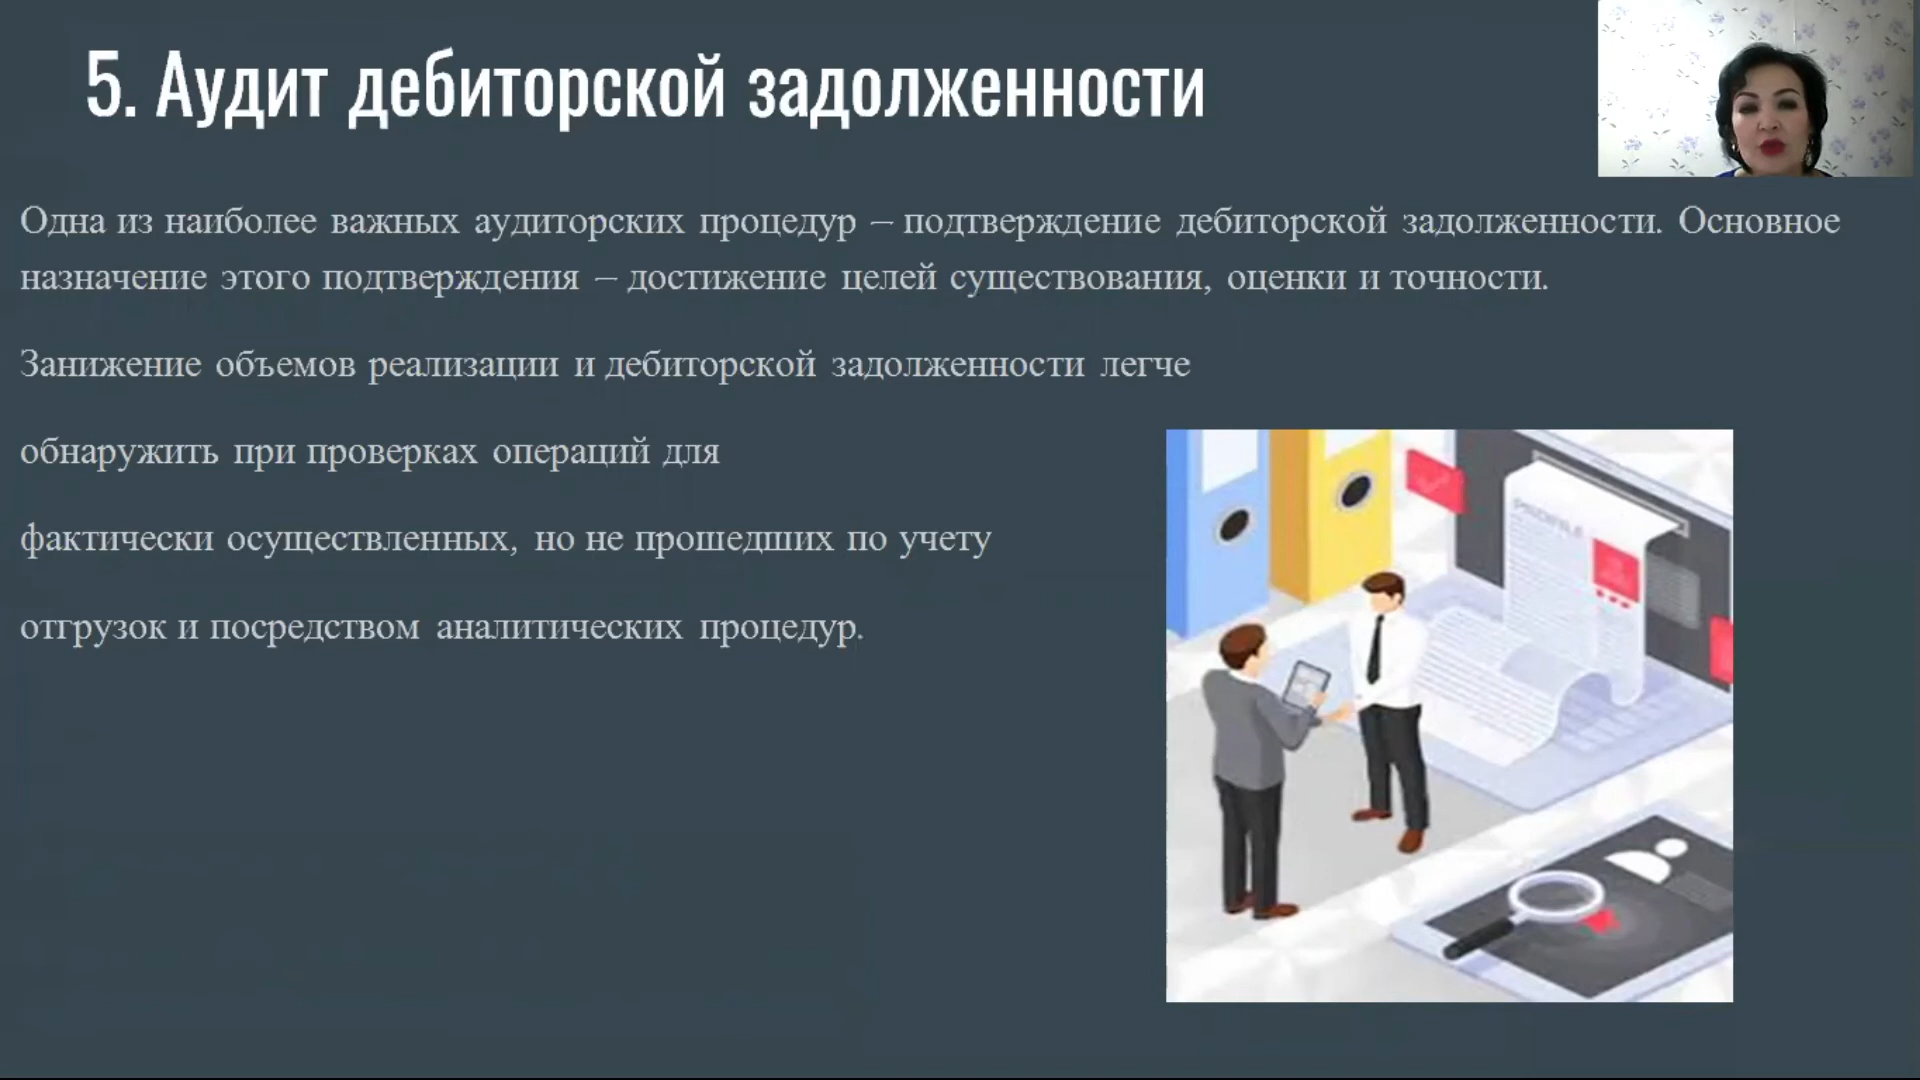 5. Аудит дебиторской задолженности
Одна из наиболее важных аудиторских процедур – подтверждение дебиторской задолженности. Основное
назначение этого подтверждения – достижение целей существования, оценки и точности.
Занижение объемов реализации и дебиторской задолженности легче
обнаружить при проверках операций для
фактически осуществленных, но не прошедших по учету
отгрузок и посредством аналитических процедур.
PROFILE